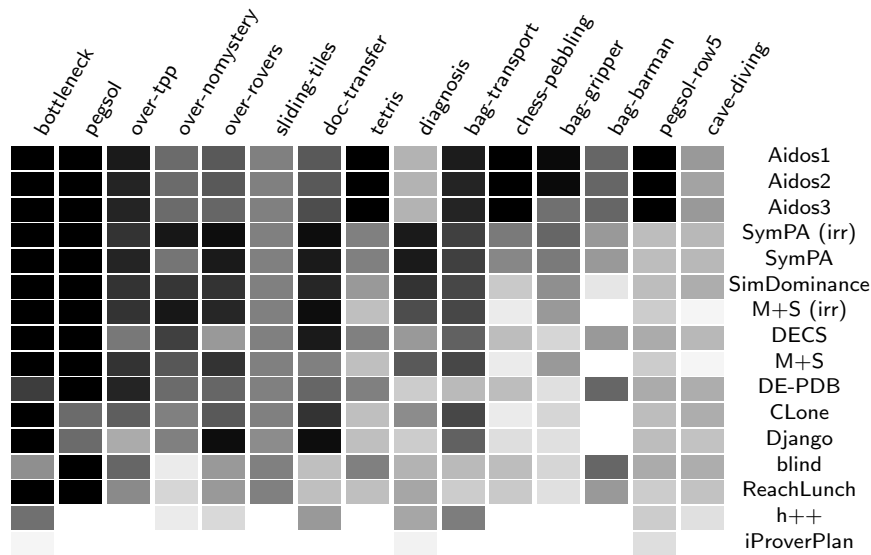 bottleneck
pegsol
over-tpp
over-nomystery
over-rovers
sliding-tiles
doc-transfer
tetris
diagnosis
bag-transport
chess-pebbling
bag-gripper
bag-barman
pegsol-row5
cave-diving
Aidos1
Aidos2
Aidos3
SymPA (irr)
SymPA
SimDominance
M+S (irr)
DECS
M+S
DE-PDB
CLone
Django
blind
ReachLunch
h++
iProverPlan